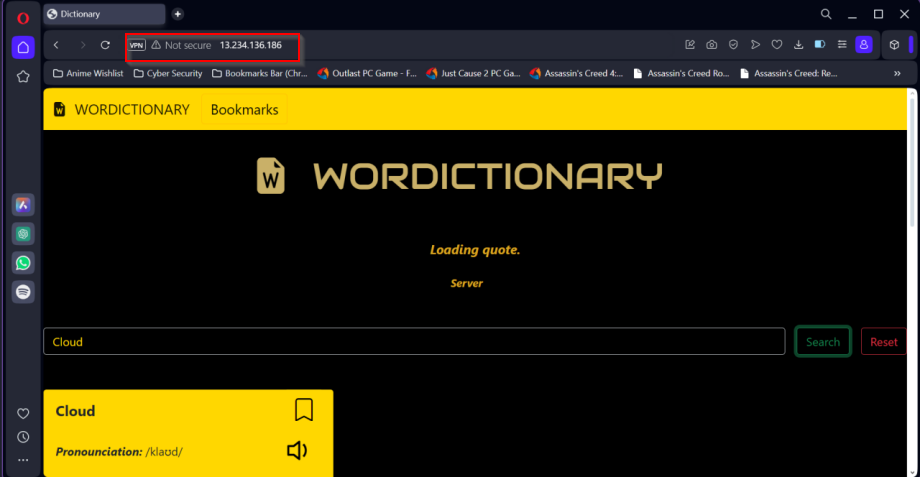 Dictionary
VPN Not secure 13.234.136.186
Anime Wishlist Cyber Security Bookmarks Bar (Chr... Outlast PC Game - F... Just Cause 2 PC Ga... Assassin's Creed 4:... Assassin's Creed Ro... Assassin's Creed: Re... »
W WORDICTIONARY Bookmarks
W WORDICTIONARY
Loading quote.
Server
Cloud Search Reset
Cloud
Pronounciation: /klaʊd/